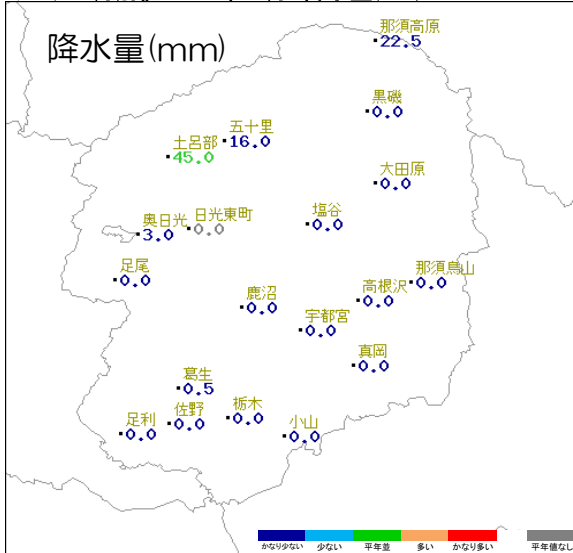 降水量(mm)
那須高原
22.5
黒磯
0.0
五十里
16.0
土呂部
45.0
大田原
0.0
奥日光
3.0
日光東町
0.0
塩谷
0.0
足尾
0.0
那須烏山
0.0
高根沢
0.0
鹿沼
0.0
宇都宮
0.0
真岡
0.0
葛生
0.5
佐野
0.0
栃木
0.0
足利
0.0
小山
0.0
かなり少ない 少ない 平年並 多い かなり多い 平年値なし